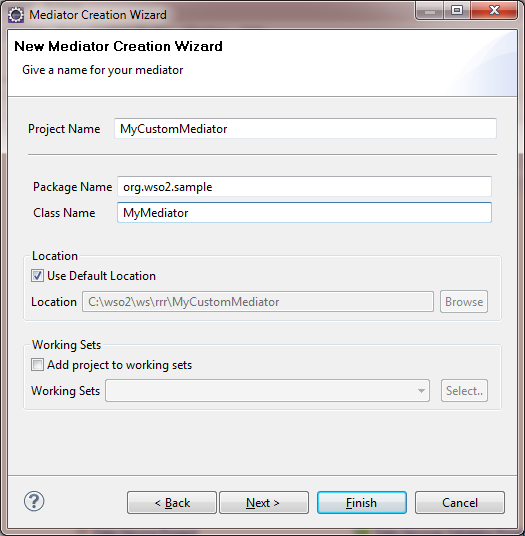 Mediator Creation Wizard
New Mediator Creation Wizard
Give a name for your mediator
Project Name MyCustomMediator
Package Name org.wso2.sample
Class Name MyMediator
Location
Use Default Location
Location C:\wso2\ws\rrr\MyCustomMediator Browse
Working Sets
Add project to working sets
Working Sets Select..
? < Back Next > Finish Cancel